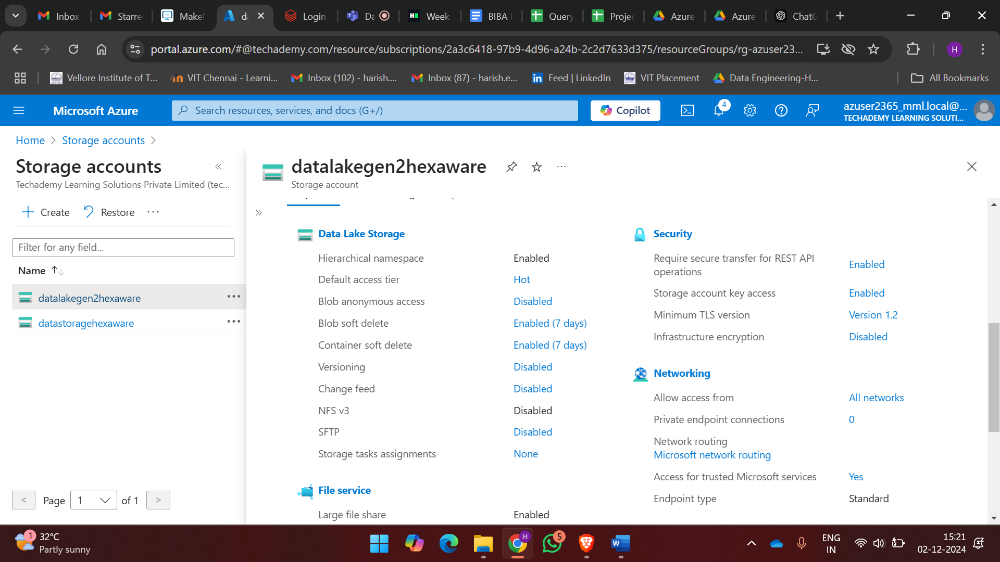 Inbox
Starre
Make
da
Login
Da
Week
BIBA
Query
Projec
Azure
Azure
ChatG
portal.azure.com/#@techademy.com/resource/subscriptions/2a3c6418-97b9-4d96-a24b-2c2d7633d375/resourceGroups/rg-azuser23...
H
Vellore Institute of T...
VIT Chennai - Learni...
Inbox (102) - harish....
Inbox (87) - harish.e...
Feed | LinkedIn
VIT Placement
Data Engineering-H...
All Bookmarks
Microsoft Azure
Search resources, services, and docs (G+/)
Copilot
4
azuser2365_mml.local@...
TECHADEMY LEARNING SOLUTI...
Home > Storage accounts >
Storage accounts
Techademy Learning Solutions Private Limited (tec...
Create
Restore
Filter for any field...
Name
datalakegen2hexaware
datastoragehexaware
< Page 1 of 1 >
datalakegen2hexaware
Storage account
Data Lake Storage
Hierarchical namespace Enabled
Default access tier Hot
Blob anonymous access Disabled
Blob soft delete Enabled (7 days)
Container soft delete Enabled (7 days)
Versioning Disabled
Change feed Disabled
NFS v3 Disabled
SFTP Disabled
Storage tasks assignments None
File service
Large file share Enabled
Security
Require secure transfer for REST API
operations Enabled
Storage account key access Enabled
Minimum TLS version Version 1.2
Infrastructure encryption Disabled
Networking
Allow access from All networks
Private endpoint connections 0
Network routing
Microsoft network routing
Access for trusted Microsoft services Yes
Endpoint type Standard
1
32°C
Partly sunny
H
5
W
ENG
IN
15:21
02-12-2024